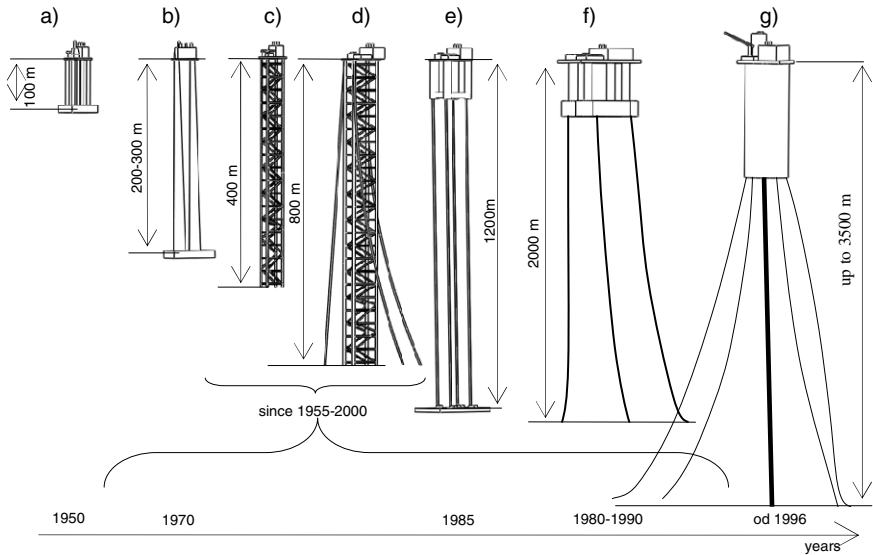 a)
b)
c)
d)
e)
f)
g)
100 m
200-300 m
400 m
800 m
1200m
2000 m
up to 3500 m
since 1955-2000
1950
1970
1985
1980-1990
od 1996
years